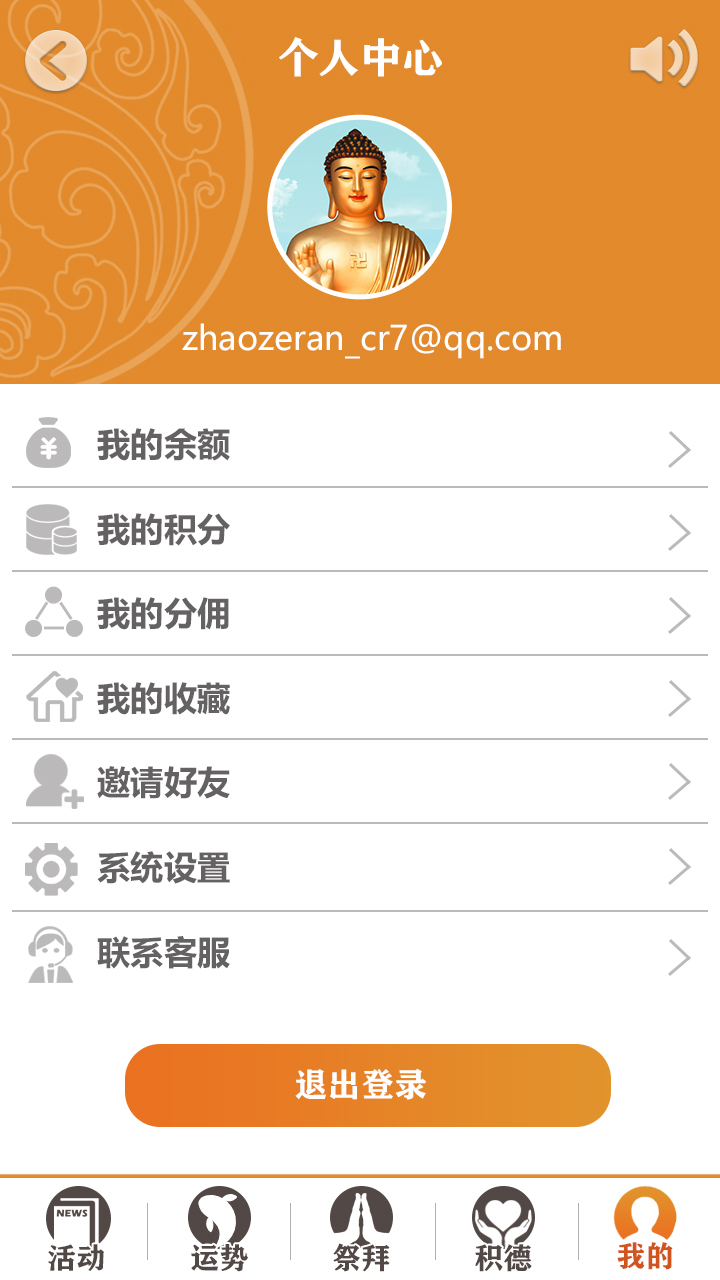 个人中心
卍
zhaozeran_cr7@qq.com
¥
我的余额
我的积分
我的分佣
我的收藏
邀请好友
系统设置
联系客服
退出登录
NEWS
活动
运势
祭拜
积德
我的